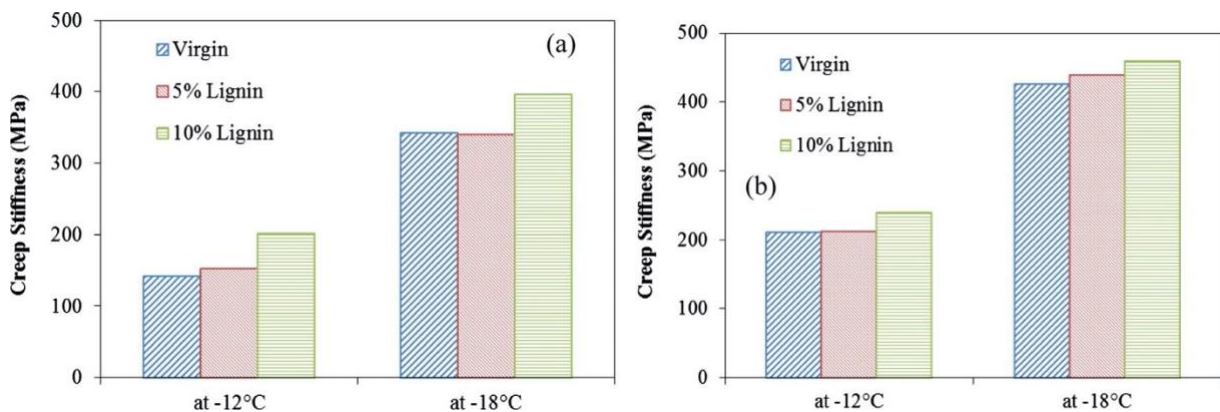 500
400
300
200
100
0
Creep Stiffness (MPa)
Virgin
5% Lignin
10% Lignin
(a)
at -12°C
at -18°C
500
400
300
200
100
0
Creep Stiffness (MPa)
Virgin
5% Lignin
10% Lignin
(b)
at -12°C
at -18°C